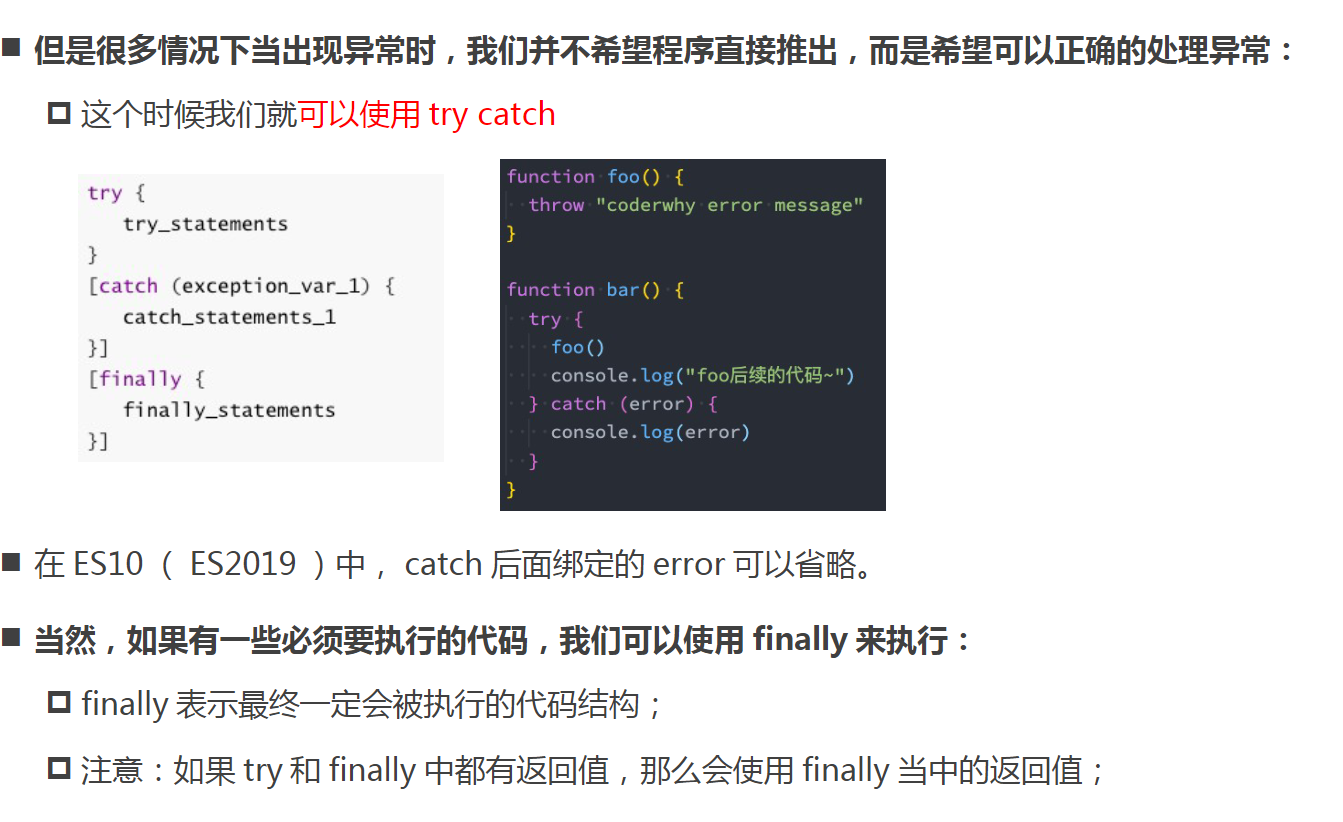 但是很多情况下当出现异常时，我们并不希望程序直接推出，而是希望可以正确的处理异常：
这个时候我们就可以使用 try catch
try {
try_statements
}
[catch (exception_var_1) {
catch_statements_1
}]
[finally {
finally_statements
}]
function foo() {
throw "coderwhy error message"
}
function bar() {
try {
foo()
console.log("foo后续的代码~")
} catch (error) {
console.log(error)
}
}
在 ES10（ ES2019 ）中， catch 后面绑定的 error 可以省略。
当然，如果有一些必须要执行的代码，我们可以使用 finally 来执行：
finally 表示最终一定会被执行的代码结构；
注意：如果 try 和 finally 中都有返回值，那么会使用 finally 当中的返回值；